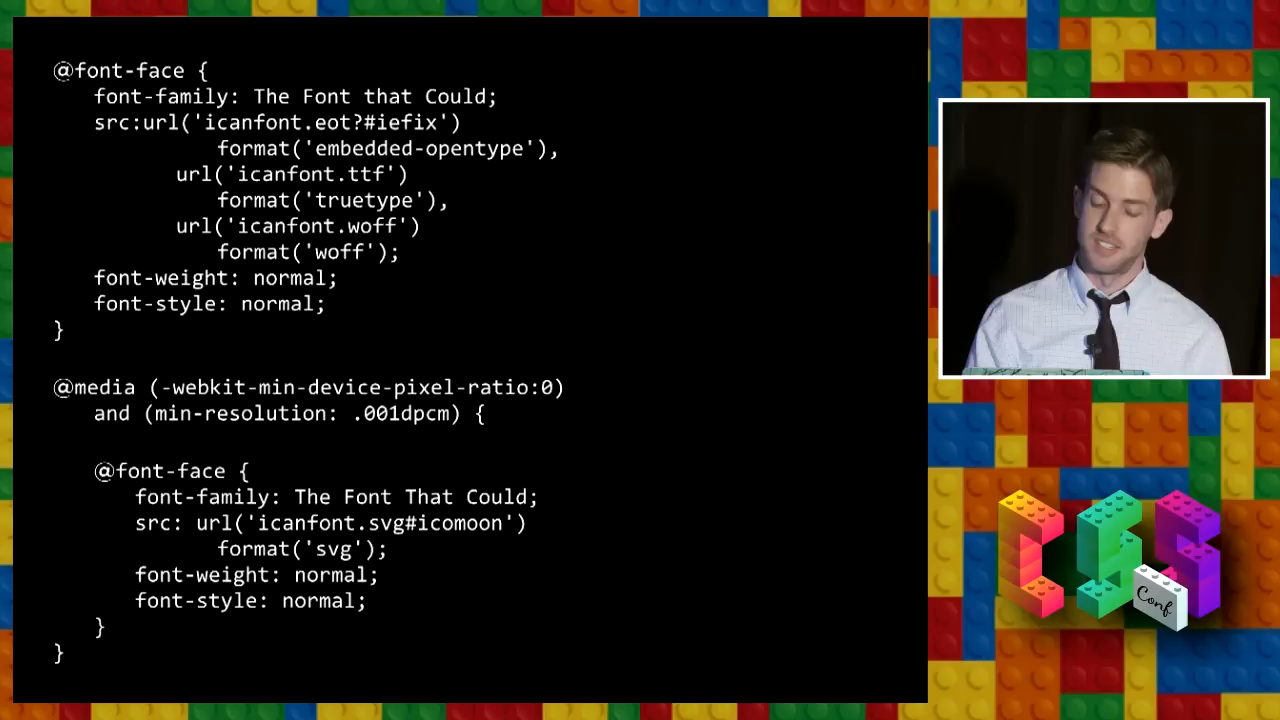 @font-face {
font-family: The Font that Could;
src:url('icanfont.eot?#iefix')
format('embedded-opentype'),
url('icanfont.ttf')
format('truetype'),
url('icanfont.woff')
format('woff');
font-weight: normal;
font-style: normal;
}
@media (-webkit-min-device-pixel-ratio:0)
and (min-resolution: .001dpcm) {
@font-face {
font-family: The Font That Could;
src: url('icanfont.svg#icomoon')
format('svg');
font-weight: normal;
font-style: normal;
}
}
CSS
Conf